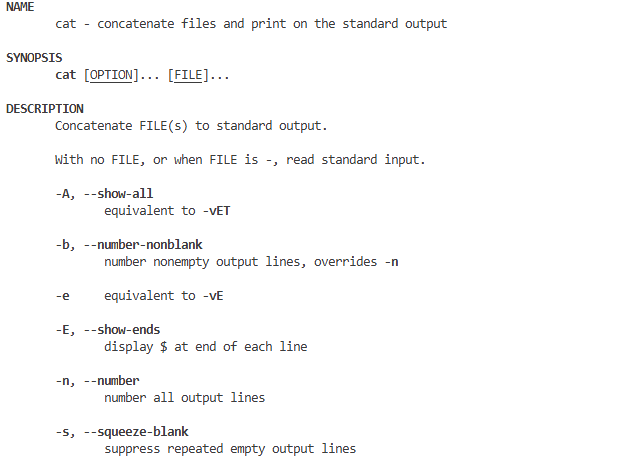 NAME
cat - concatenate files and print on the standard output
SYNOPSIS
cat [OPTION]... [FILE]...
DESCRIPTION
Concatenate FILE(s) to standard output.
With no FILE, or when FILE is -, read standard input.
-A, --show-all
equivalent to -vET
-b, --number-nonblank
number nonempty output lines, overrides -n
-e equivalent to -vE
-E, --show-ends
display $ at end of each line
-n, --number
number all output lines
-s, --squeeze-blank
suppress repeated empty output lines